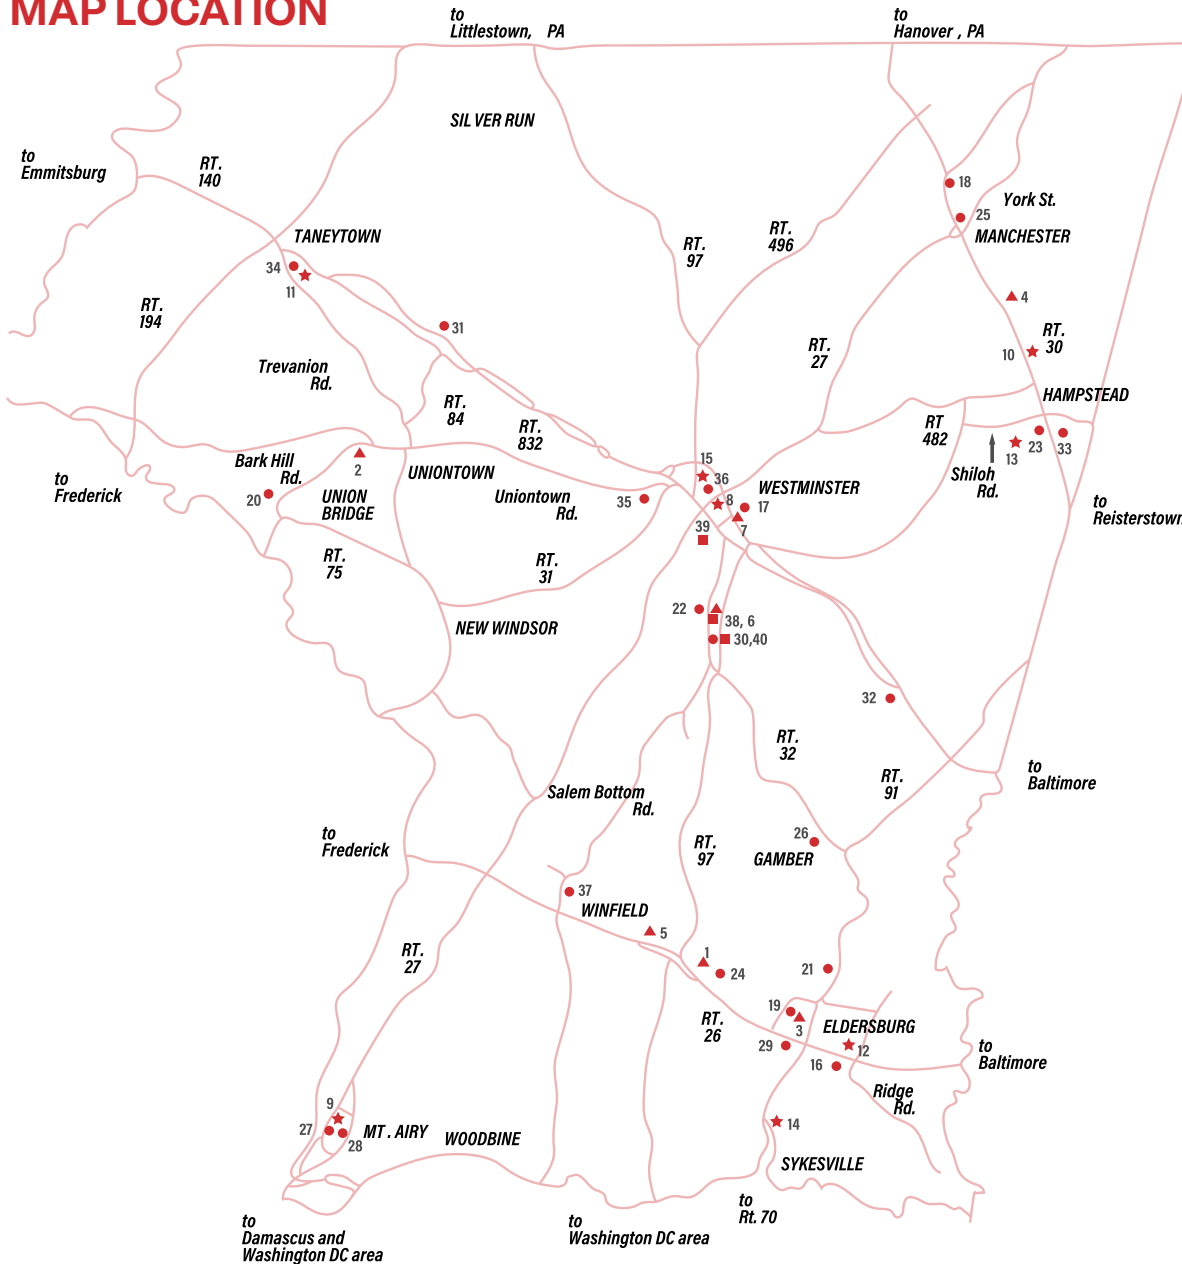 MAP LOCATION
to
Littlestown, PA
to
Hanover , PA
SILVER RUN
to
Emmitsburg
RT.
140
18
York St.
25
MANCHESTER
TANEYTOWN
RT.
496
RT.
97
34
11
4
RT.
194
31
RT.
30
10
RT.
27
Trevanion
Rd.
HAMPSTEAD
RT.
84
RT.
832
RT
482
13
23
33
15
Bark Hill
Rd.
2
UNIONTOWN
36
Shiloh
Rd.
to
Frederick
20
UNION
BRIDGE
Uniontown
Rd.
35
8
WESTMINSTER
17
7
39
to
Reisterstown
RT.
75
RT.
31
22
38, 6
NEW WINDSOR
30,40
32
RT.
32
RT.
91
to
Baltimore
Salem Bottom
Rd.
to
Frederick
RT.
97
26
GAMBER
37
WINFIELD
5
RT.
27
1
24
21
19
3
RT.
26
ELDERSBURG
29
12
16
to
Baltimore
Ridge
Rd.
9
27
28
MT . AIRY
WOODBINE
14
SYKESVILLE
to
Rt. 70
to
Damascus and
Washington DC area
to
Washington DC area